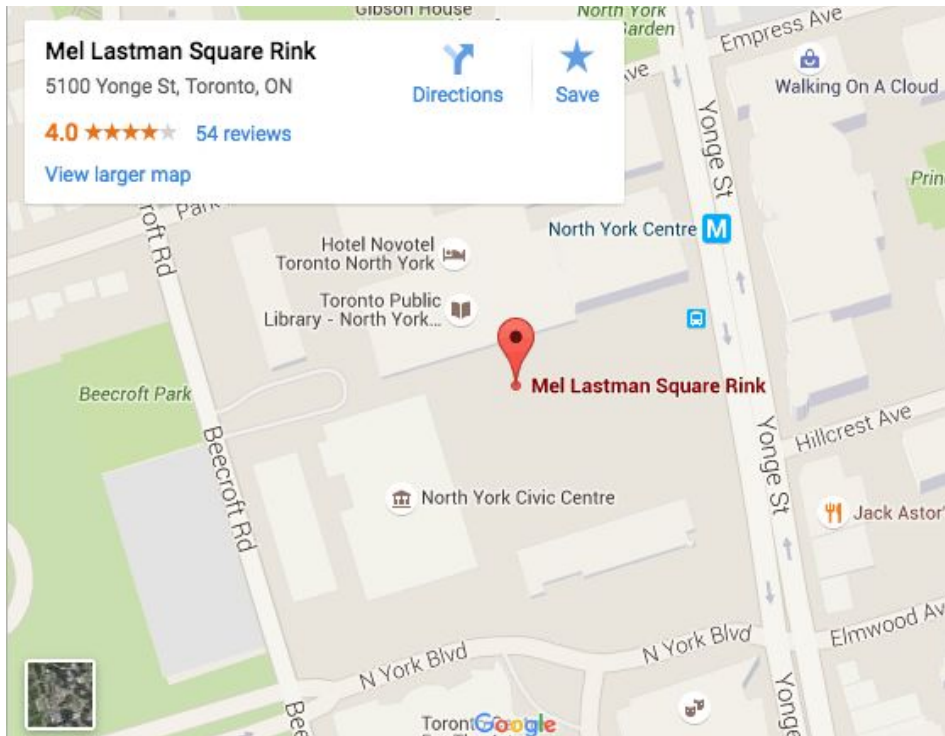 Gibson House
North York
Garden
Empress Ave
Mel Lastman Square Rink
5100 Yonge St, Toronto, ON
4.0
54 reviews
View larger map
Directions
Save
Ave
Walking On A Cloud
Yonge St
Park
North York Centre
M
Hotel Novotel
Toronto North York
Toronto Public
Library - North York...
Mel Lastman Square Rink
Beecroft Park
Beecroft Rd
Hillcrest Ave
Yonge St
North York Civic Centre
Jack Astor'
Elmwood Av
N York Blvd
N York Blvd
Yonge
Google